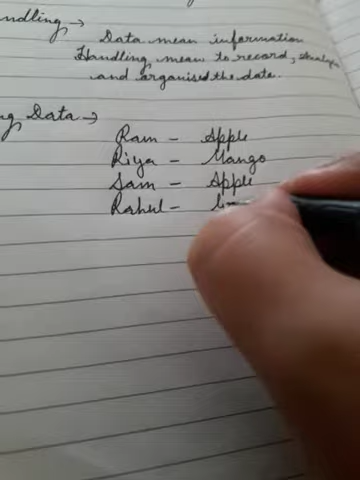 ndling →
Data mean information
Handling mean to record,
and organised the data.
ng Data →
Ram - Apple
Riya - Mango
Sam - Apple
Rahul -